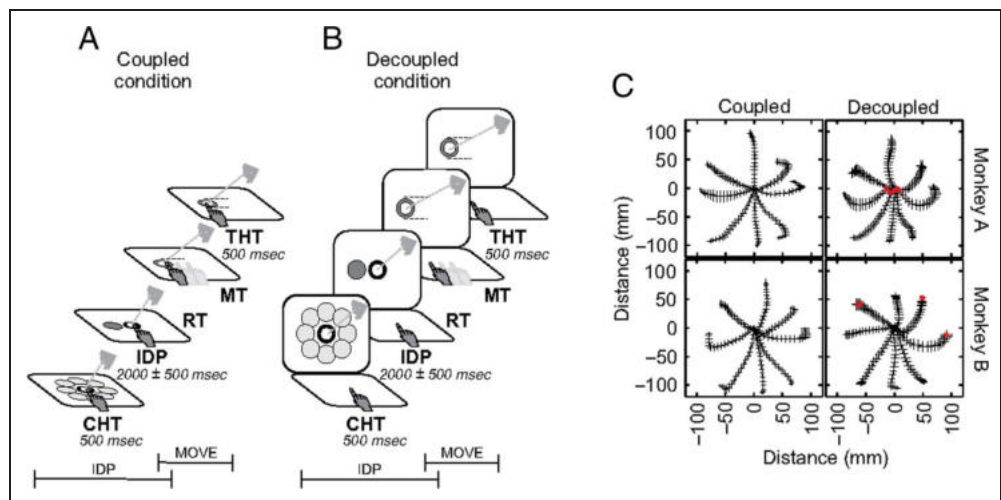 A
Coupled
condition
THT
500 msec
MT
RT
IDP
2000 ± 500 msec
CHT
500 msec
MOVE
IDP
B
Decoupled
condition
THT
500 msec
MT
RT
IDP
2000 ± 500 msec
CHT
500 msec
MOVE
IDP
C
Coupled Decoupled
100
50
0
−50
−100
Monkey A
100
50
0
−50
−100
Monkey B
Distance (mm)
−100 −50 0 50 100 −100 −50 0 50 100
Distance (mm)